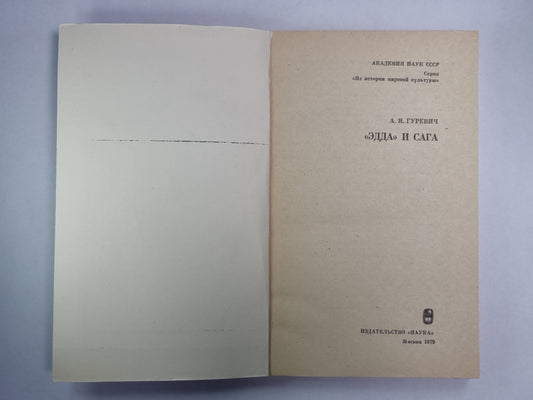 АКАДЕМИЯ НАУК СССР
Серия
«Из истории мировой культуры»
А. Я. ГУРЕВИЧ
«ЭДДА» И САГА
ИЗДАТЕЛЬСТВО «НАУКА»
Москва 1979